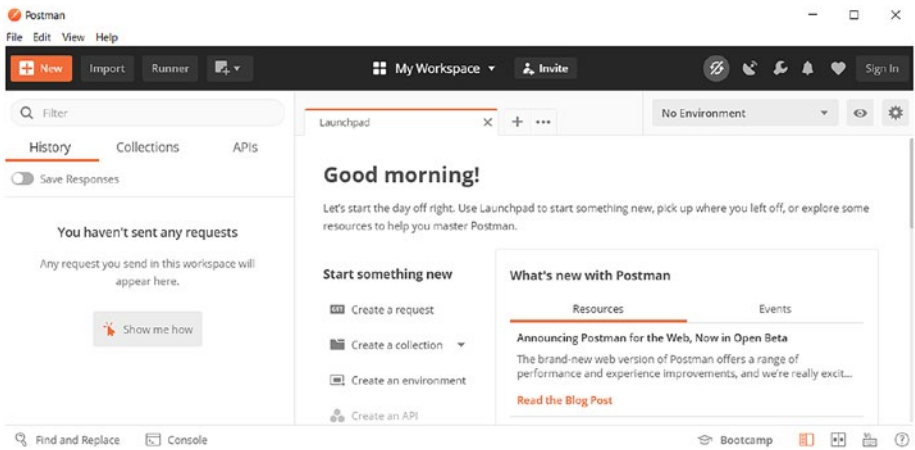 Postman
File Edit View Help
New Import Runner My Workspace Invite Sign In
Filter
History Collections APIs
Save Responses
You haven't sent any requests
Any request you send in this workspace will
appear here.
Show me how
Launchpad
No Environment
Good morning!
Let's start the day off right. Use Launchpad to start something new, pick up where you left off, or explore some
resources to help you master Postman.
Start something new
GET Create a request
Create a collection
Create an environment
Create an API
What's new with Postman
Resources Events
Announcing Postman for the Web, Now in Open Beta
The brand-new web version of Postman offers a range of
performance and experience improvements, and we're really excit...
Read the Blog Post
Find and Replace Console Bootcamp